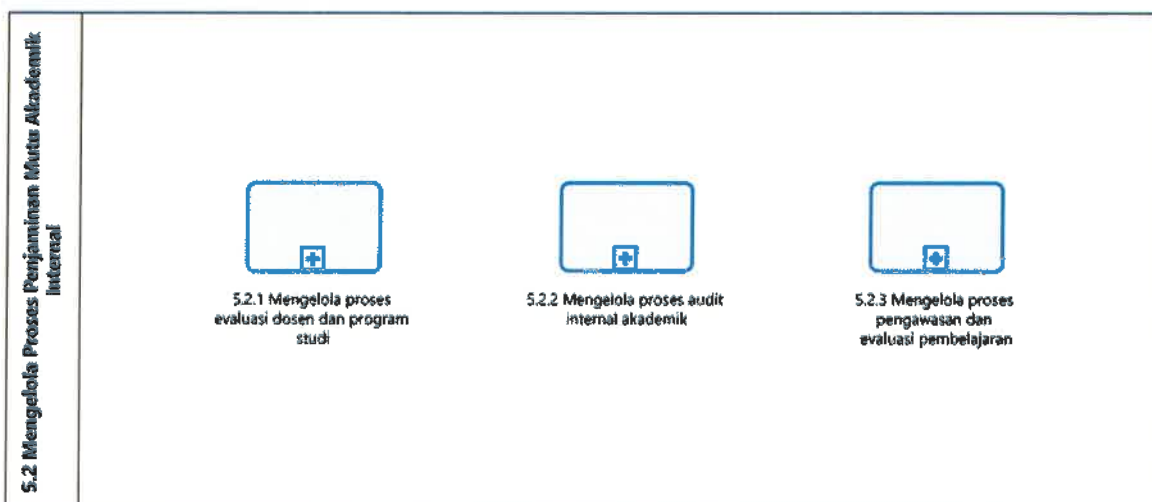 5.2 Mengelola Proses Penjaminan Mutu Akademik
Internal
5.2.1 Mengelola proses
evaluasi dosen dan program
studi
5.2.2 Mengelola proses audit
internal akademik
5.2.3 Mengelola proses
pengawasan dan
evaluasi pembelajaran